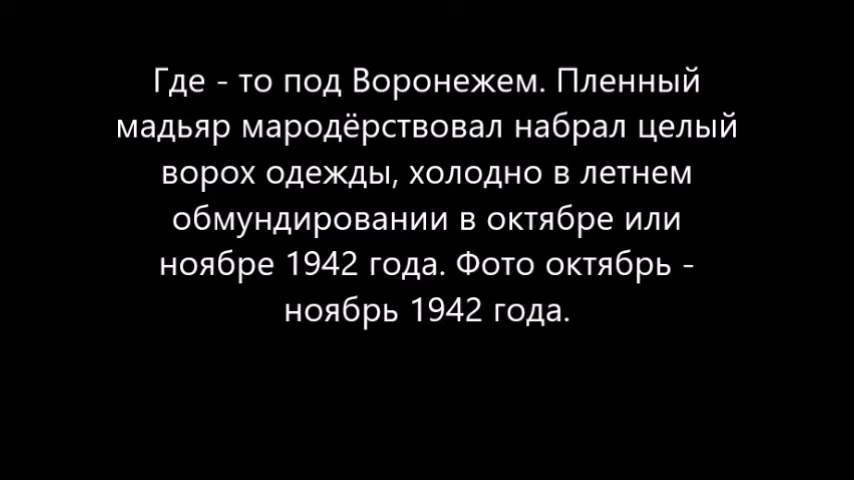 Где - то под Воронежем. Пленный
мадьяр мародёрствовал набрал целый
ворох одежды, холодно в летнем
обмундировании в октябре или
ноябре 1942 года. Фото октябрь -
ноябрь 1942 года.